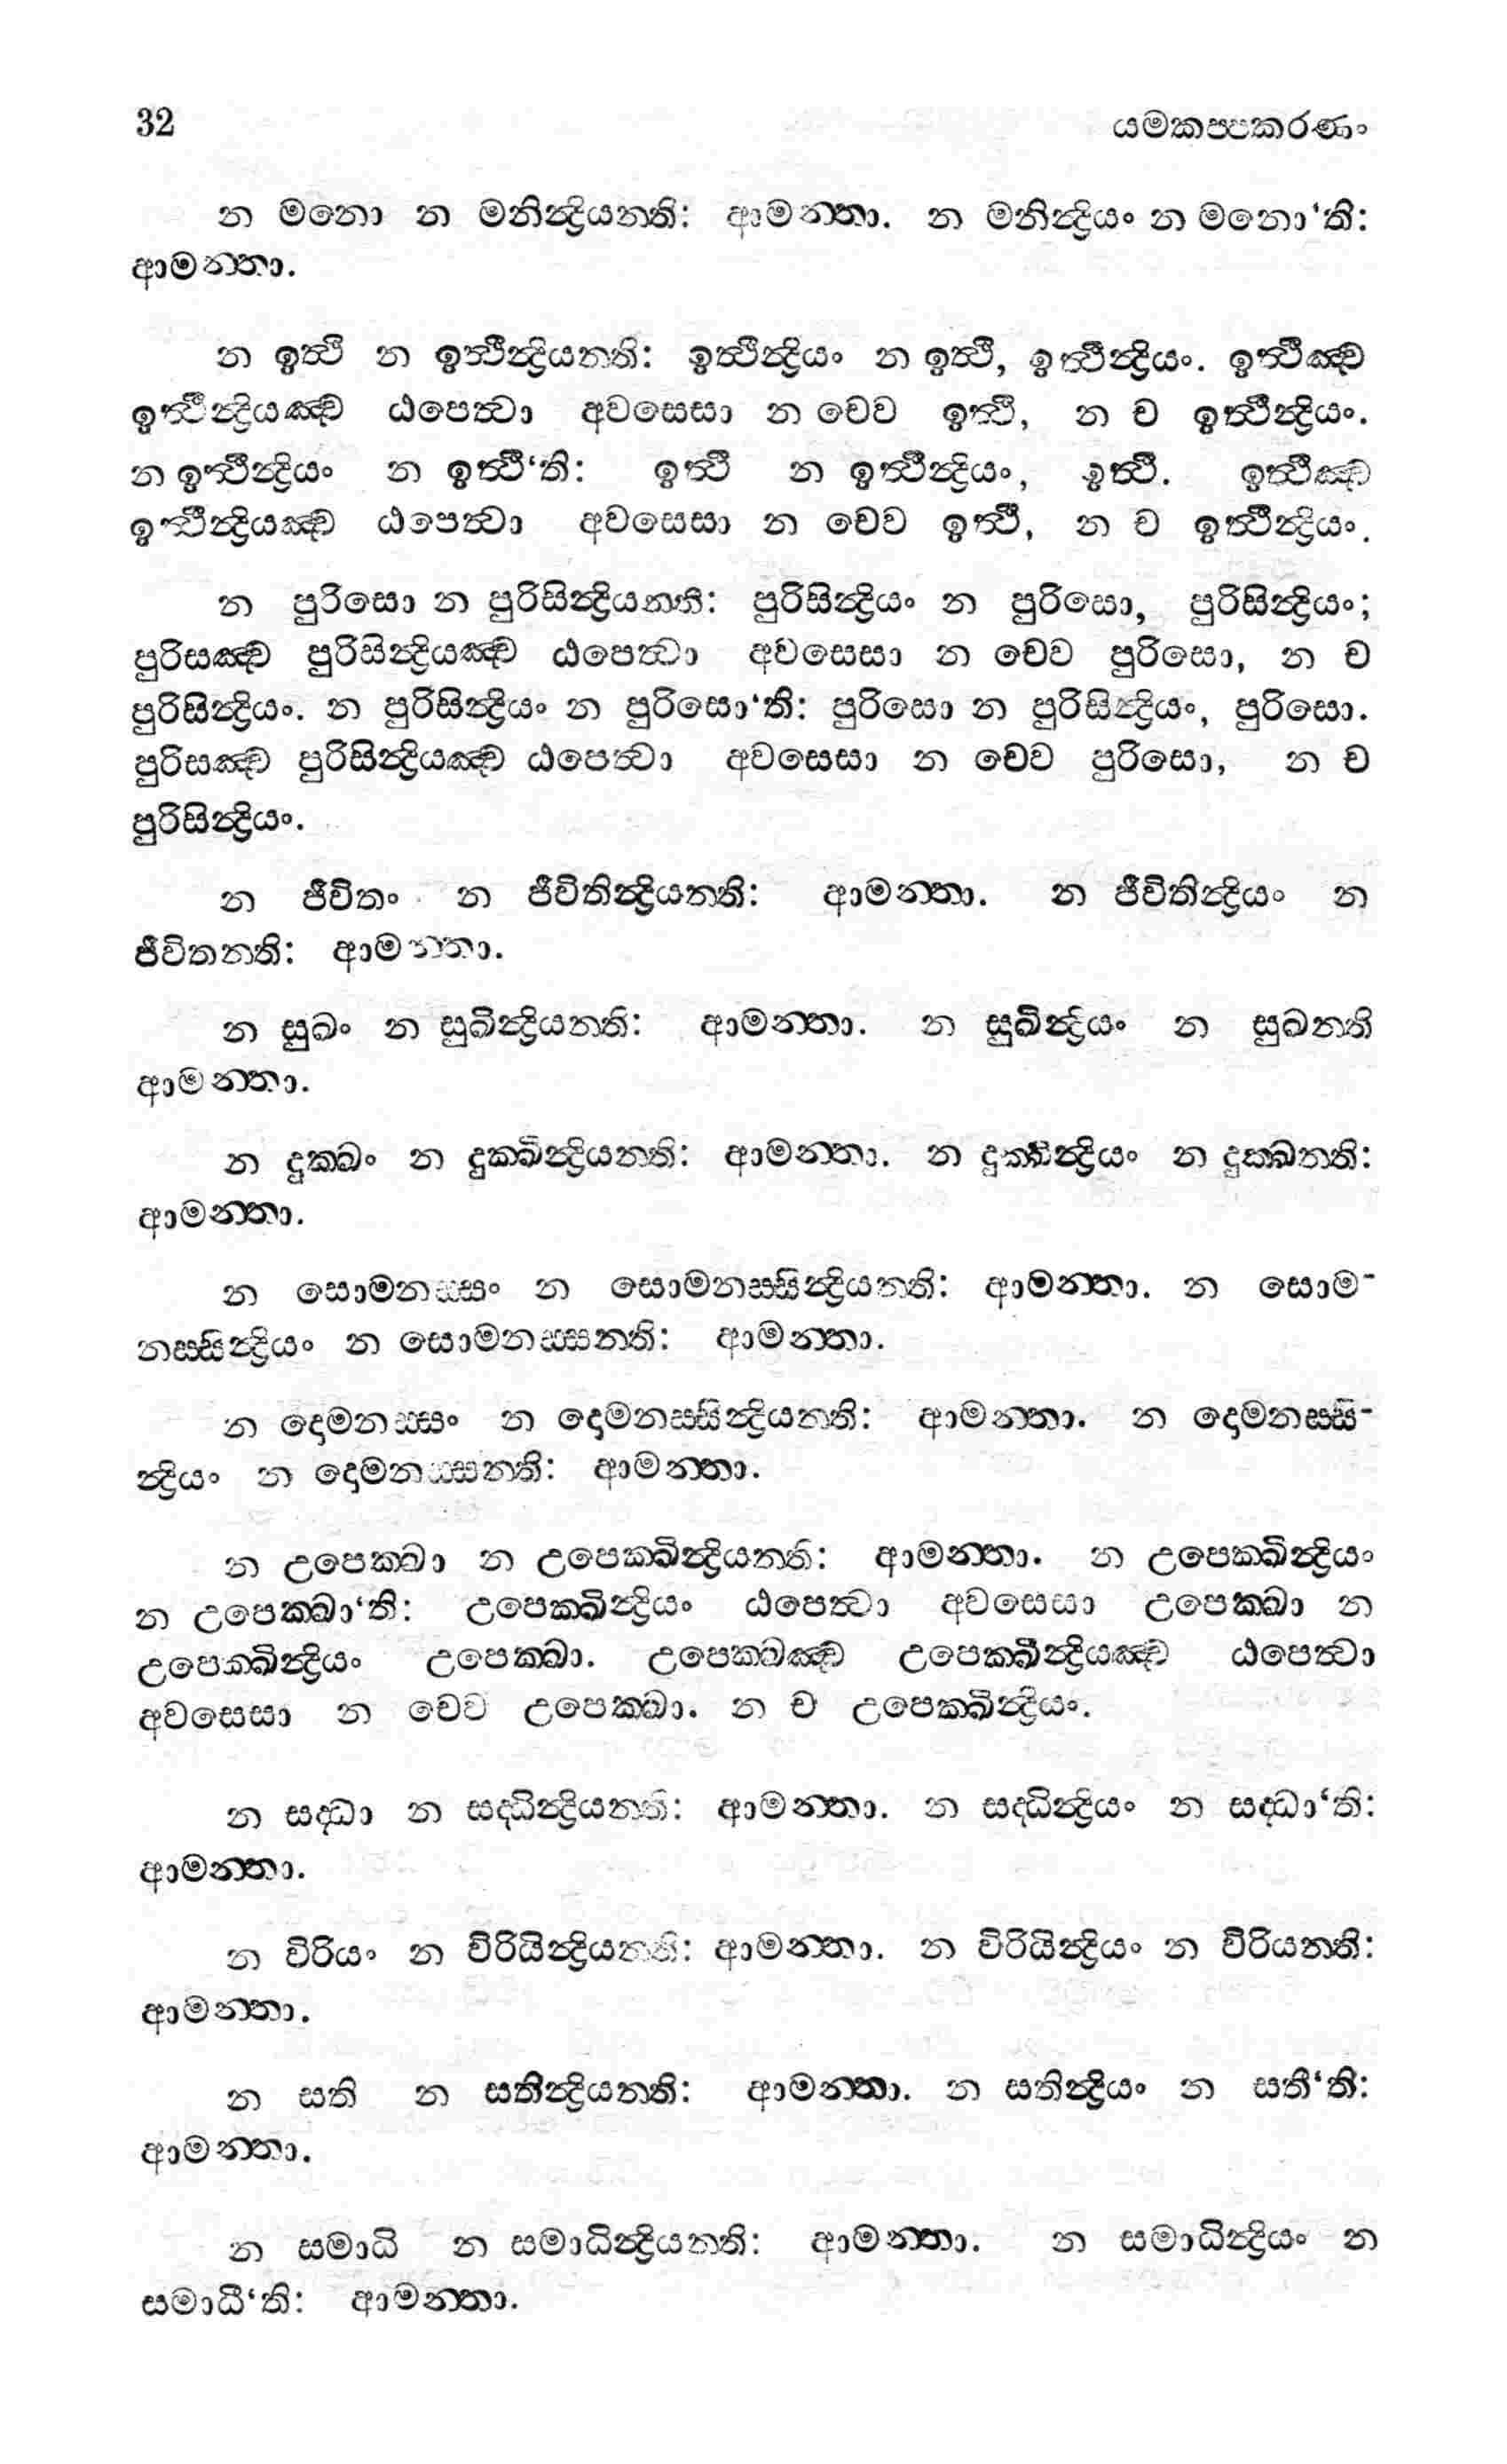 32 යමකප්පකරණං
න මනො න මනින්ද්‍රියන්ති: ආමන්තා. න මනින්ද්‍රියං න මනො‘ති:
ආමන්තා.
න ඉත්ථි න ඉත්ථීන්ද්‍රියන්ති: ඉත්ථීන්ද්‍රියං න ඉත්ථී, ඉත්ථීන්ද්‍රියං. ඉත්ථීඤ්ච
ඉත්ථීන්ද්‍රියඤ්ච ඨපෙත්‍වා අවසෙසා න චෙව ඉත්ථි, න ච ඉත්ථීන්ද්‍රියං.
න ඉත්ථීන්ද්‍රියං න ඉත්ථී‘ති: ඉත්ථී න ඉත්ථීන්ද්‍රියං, ඉත්ථී. ඉත්ථීඤ්ච
ඉත්ථීන්ද්‍රියඤ්ච ඨපෙත්‍වා අවසෙසා න චෙව ඉත්ථී, න ච ඉත්ථීන්ද්‍රියං.
න පුරිසො න පුරිසින්ද්‍රියන්ති: පුරිසින්ද්‍රියං න පුරිසො, පුරිසින්ද්‍රියං;
පුරිසඤ්ච පුරිසින්ද්‍රියඤ්ච ඨපෙත්‍වා අවසෙසා න චෙව පුරිසො, න ච
පුරිසින්ද්‍රියං. න පුරිසින්ද්‍රියං න පුරිසො‘ති: පුරිසො න පුරිසින්ද්‍රියං, පුරිසො.
පුරිසඤ්ච පුරිසින්ද්‍රියඤ්ච ඨපෙත්‍වා අවසෙසා න චෙව පුරිසො, න ච
පුරිසින්ද්‍රියං.
න ජීවිතං න ජීවිතින්ද්‍රියන්ති: ආමන්තා. න ජීවිතින්ද්‍රියං න
ජීවිතන්ති: ආමන්තා.
න සුඛං න සුඛින්ද්‍රියන්ති: ආමන්තා. න සුඛින්ද්‍රියං න සුඛන්ති
ආමන්තා.
න දුක්ඛං න දුක්ඛින්ද්‍රියන්ති: ආමන්තා. න දුක්ඛින්ද්‍රියං න දුක්ඛන්ති:
ආමන්තා.
න සොමනස්සං න සොමනස්සින්ද්‍රියන්ති: ආමන්තා. න සොම-
නස්සින්ද්‍රියං න සොමනස්සන්ති: ආමන්තා.
න දොමනස්සං න දොමනස්සින්ද්‍රියන්ති: ආමන්තා. න දොමනස්සි-
න්ද්‍රියං න දොමනස්සන්ති: ආමන්තා.
න උපෙක්ඛා න උපෙක්ඛින්ද්‍රියන්ති: ආමන්තා. න උපෙක්ඛින්ද්‍රියං
න උපෙක්ඛා‘ති: උපෙක්ඛින්ද්‍රියං ඨපෙත්‍වා අවසෙසා උපෙක්ඛා න
උපෙක්ඛින්ද්‍රියං උපෙක්ඛා. උපෙක්ඛඤ්ච උපෙක්ඛීන්ද්‍රියඤ්ච ඨපෙත්‍වා
අවසෙසා න චෙව උපෙක්ඛා. න ච උපෙක්ඛින්ද්‍රියං.
න සද්ධා න සද්ධින්ද්‍රියන්ති: ආමන්තා. න සද්ධින්ද්‍රියං න සද්ධා‘ති:
ආමන්තා.
න විරියං න විරියින්ද්‍රියන්ති: ආමන්තා. න විරියින්ද්‍රියං න විරියන්ති:
ආමන්තා.
න සති න සතින්ද්‍රියන්ති: ආමන්තා. න සතින්ද්‍රියං න සතී‘ති:
ආමන්තා.
න සමාධි න සමාධින්ද්‍රියන්ති: ආමන්තා. න සමාධින්ද්‍රියං න
සමාධී‘ති: ආමන්තා.